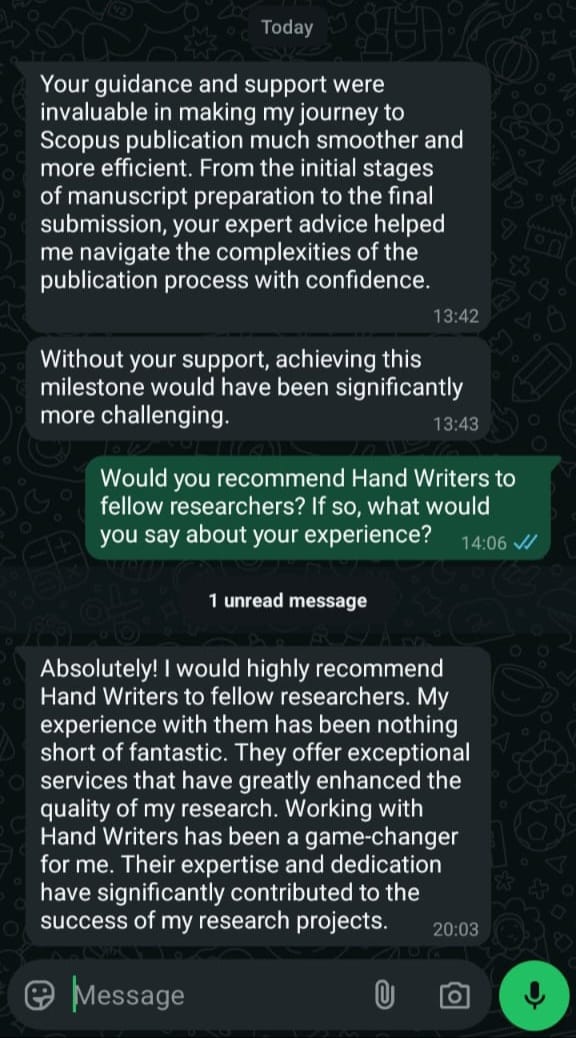 Today
Your guidance and support were
invaluable in making my journey to
Scopus publication much smoother and
more efficient. From the initial stages
of manuscript preparation to the final
submission, your expert advice helped
me navigate the complexities of the
publication process with confidence.
13:42
Without your support, achieving this
milestone would have been significantly
more challenging.
13:43
Would you recommend Hand Writers to
fellow researchers? If so, what would
you say about your experience?
14:06
1 unread message
Absolutely! I would highly recommend
Hand Writers to fellow researchers. My
experience with them has been nothing
short of fantastic. They offer exceptional
services that have greatly enhanced the
quality of my research. Working with
Hand Writers has been a game-changer
for me. Their expertise and dedication
have significantly contributed to the
success of my research projects.
20:03
Message